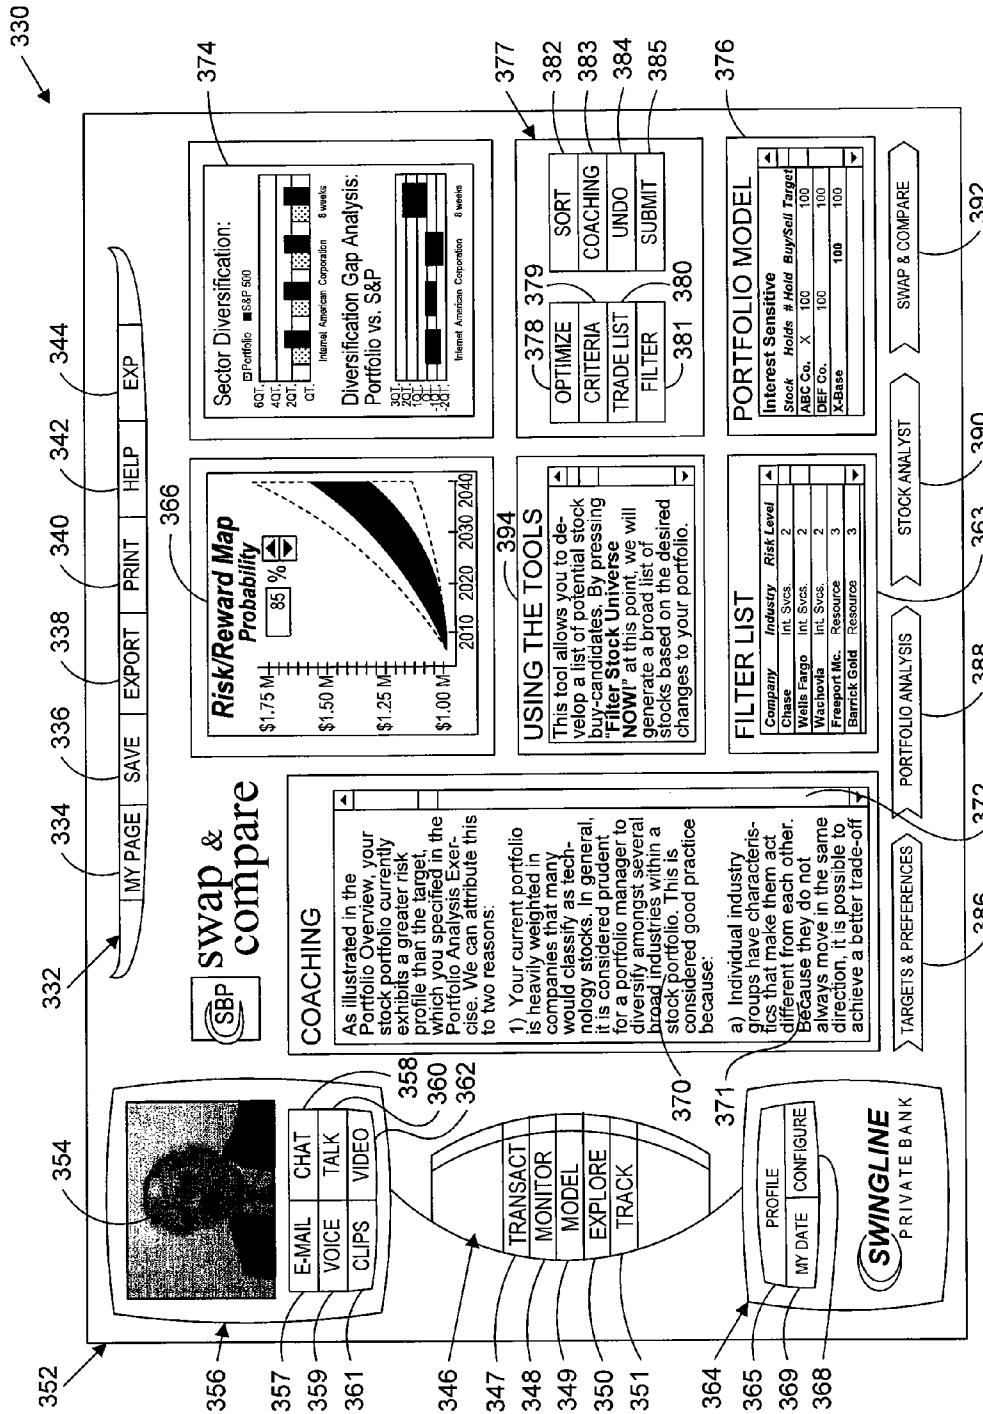 330
332
334
336
338
340
342
344
MY PAGE
SAVE
EXPORT
PRINT
HELP
EXP
352
354
356
357
359
361
E-MAIL
CHAT
VOICE
TALK
CLIPS
VIDEO
358
360
362
SBP
swap &
compare
366
Risk/Reward Map
Probability
85
%
$1.75 M
$1.50 M
$1.25 M
$1.00 M
2010
2020
2030
2040
374
Sector Diversification:
Portfolio
S&P 500
6QT.
4QT.
2QT.
QT.
Internet
American Corporation
8 weeks
Diversification Gap Analysis:
Portfolio vs. S&P
3QT.
2QT.
1QT.
-1QT.
-2QT.
Internet
American Corporation
8 weeks
346
347
348
349
350
351
TRANSACT
MONITOR
MODEL
EXPLORE
TRACK
COACHING
As illustrated in the
Portfolio Overview, your
stock portfolio currently
exhibits a greater risk
profile than the target,
which you specified in the
Portfolio Analysis Exer-
cise. We can attribute this
to two reasons:
1) Your current portfolio
is heavily weighted in
companies that many
would classify as tech-
nology stocks. In general,
it is considered prudent
for a portfolio manager to
diversify amongst several
broad industries within a
stock portfolio. This is
considered good practice
because:
a) Individual industry
groups have characteris-
tics that make them act
different from each other.
Because they do not
always move in the same
direction, it is possible to
achieve a better trade-off
370
371
372
394
USING THE TOOLS
This tool allows you to de-
velop a list of potential stock
buy-candidates. By pressing
"Filter Stock Universe
NOW!" at this point, we will
generate a broad list of
stocks based on the desired
changes to your portfolio.
377
378
379
380
381
OPTIMIZE
CRITERIA
TRADE LIST
FILTER
SORT
COACHING
UNDO
SUBMIT
382
383
384
385
364
365
369
368
PROFILE
MY DATE
CONFIGURE
SWINGLINE
PRIVATE BANK
FILTER LIST
Company Industry Risk Level
Chase Int. Svcs. 2
Wells Fargo Int. Svcs. 2
Wachovia Int. Svcs. 2
Freeport Mc. Resource 3
Barrick Gold Resource 3
363
376
PORTFOLIO MODEL
Interest Sensitive
Stock Holds # Hold Buy/Sell Target
ABC Co. X 100 100
DEF Co. 100 100
X-Base 100 100
TARGETS & PREFERENCES
PORTFOLIO ANALYSIS
STOCK ANALYST
SWAP & COMPARE
386
388
390
392